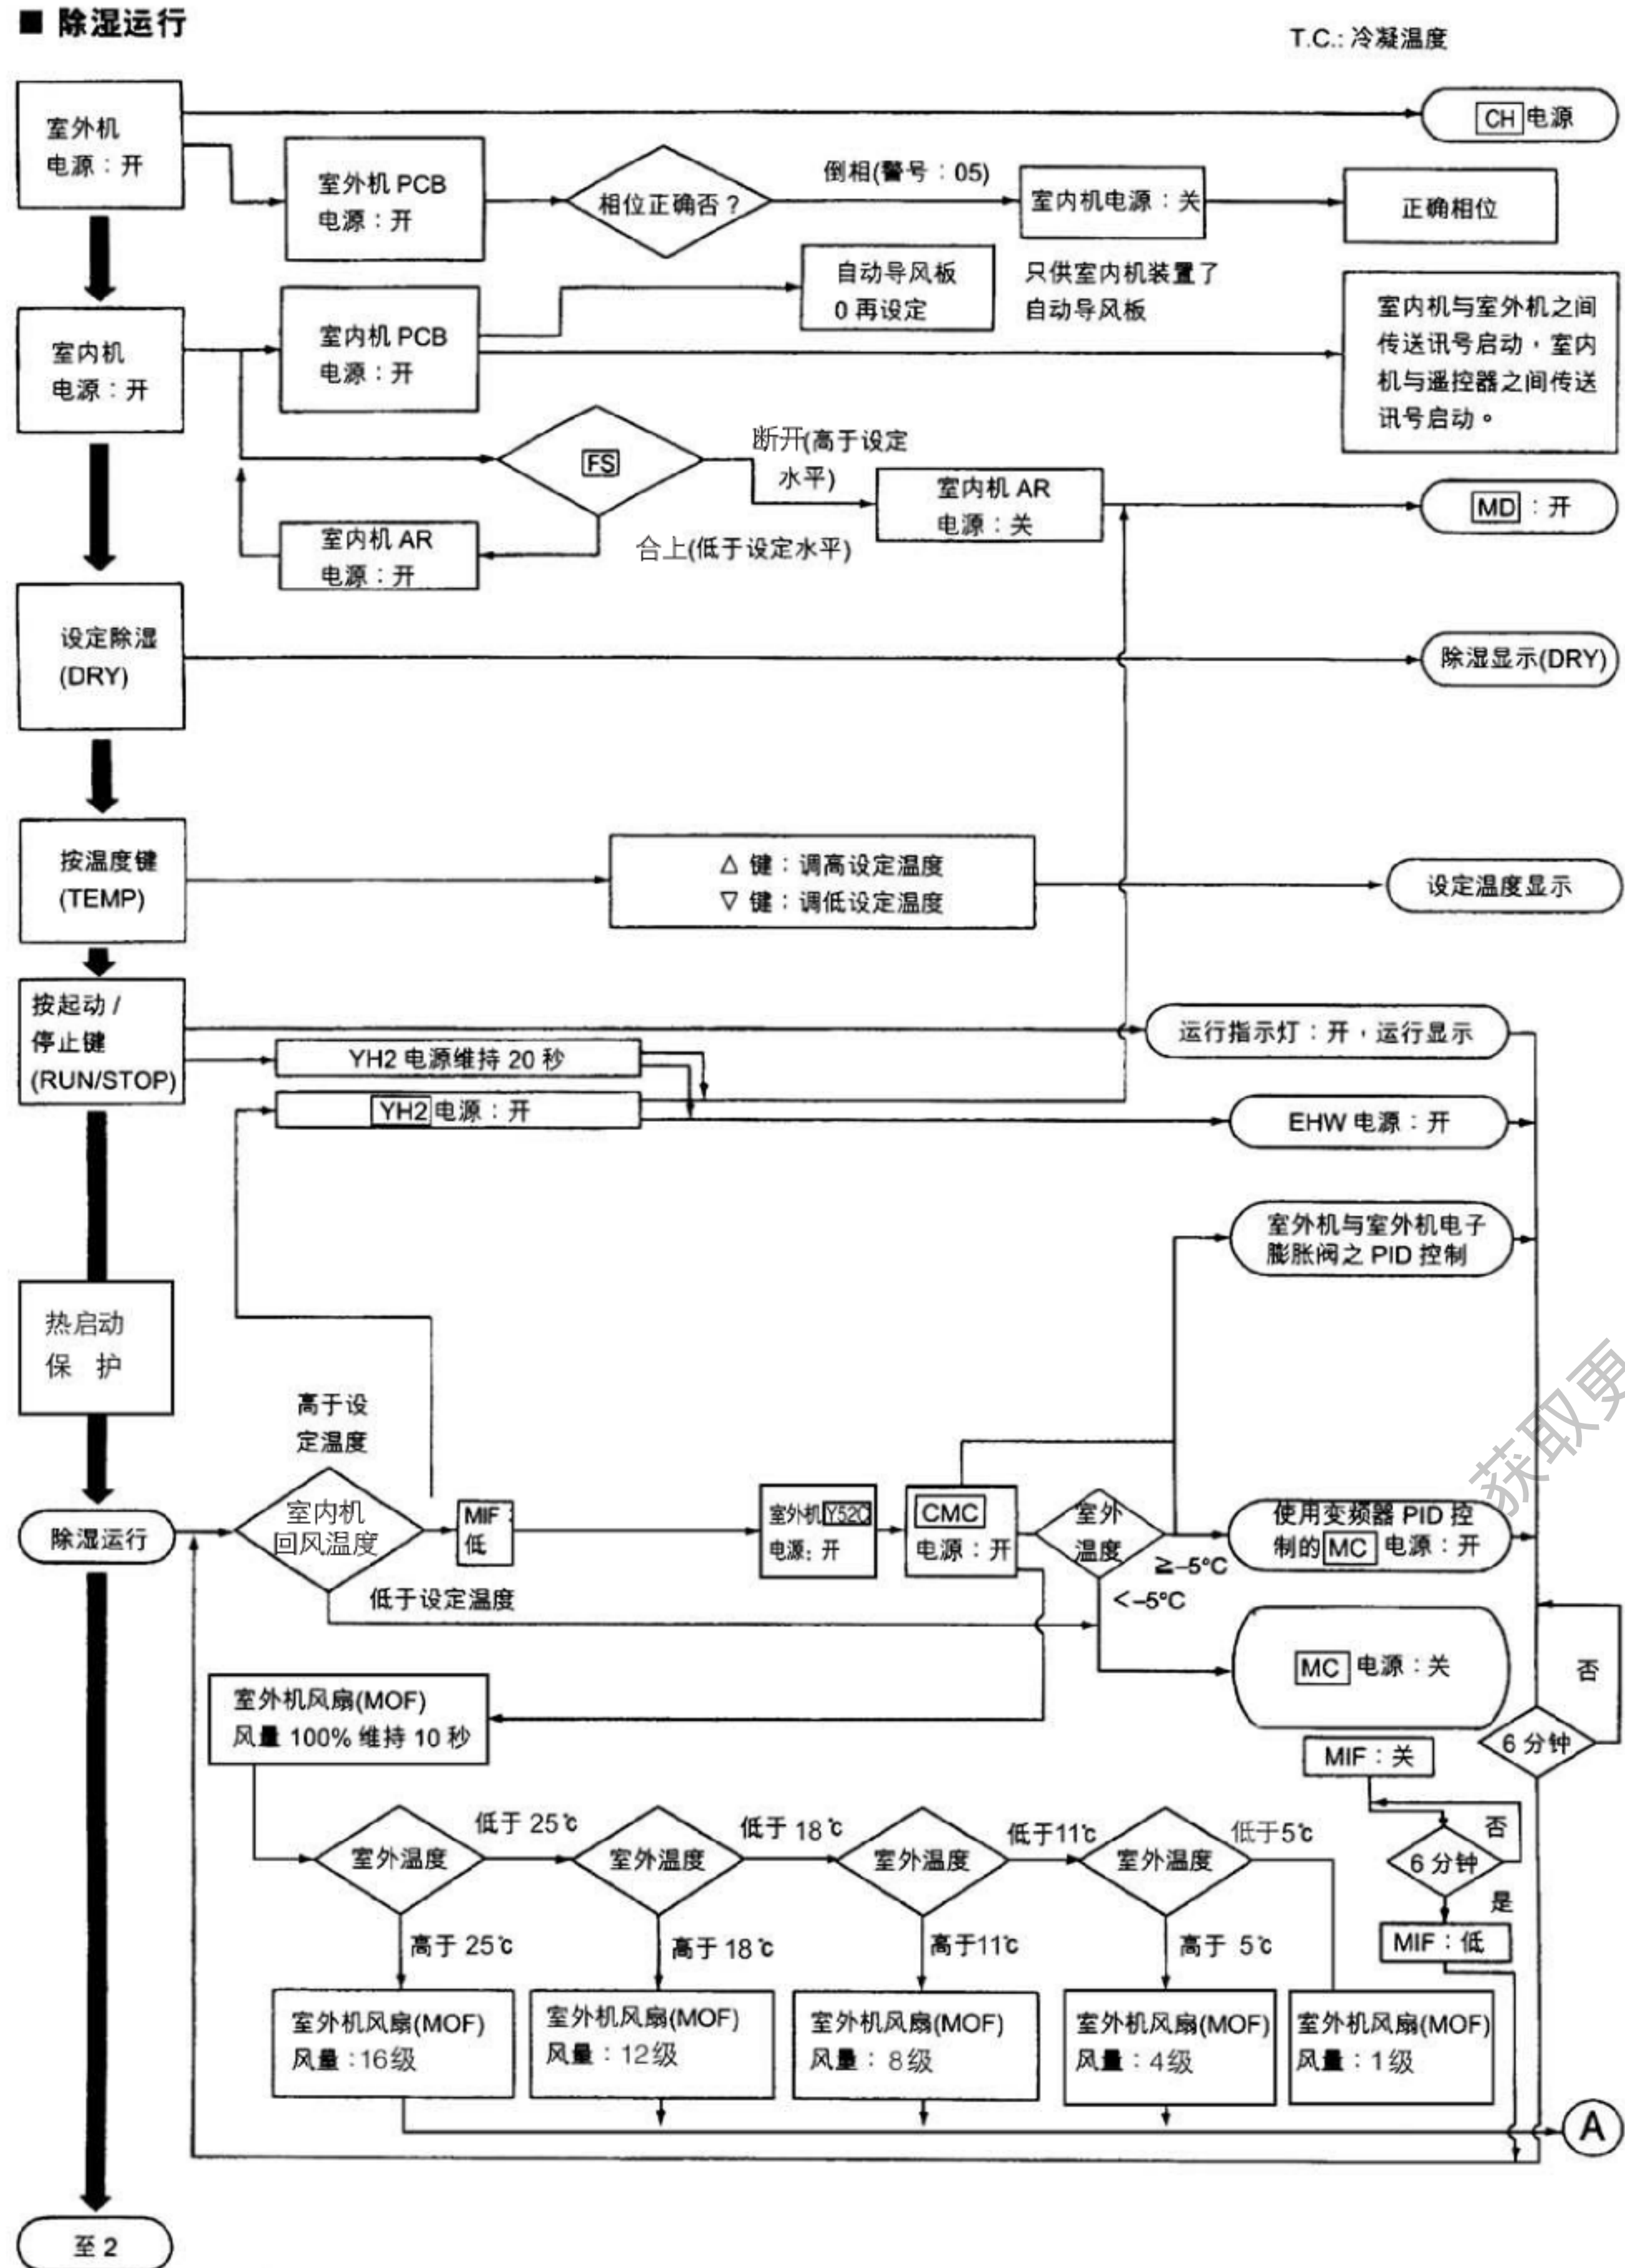 ■ 除湿运行
T.C.: 冷凝温度
室外机
电源：开
CH 电源
室外机 PCB
电源：开
相位正确否？
倒相(警号：05)
室内机电源：关
正确相位
自动导风板
0 再设定
只供室内机装置了
自动导风板
室内机
电源：开
室内机 PCB
电源：开
室内机与室外机之间
传送讯号启动，室内
机与遥控器之间传送
讯号启动。
FS
断开(高于设定
水平)
室内机 AR
电源：关
MD：开
室内机 AR
电源：开
合上(低于设定水平)
设定除湿
(DRY)
除湿显示(DRY)
按温度键
(TEMP)
△ 键：调高设定温度
▽ 键：调低设定温度
设定温度显示
按起动 /
停止键
(RUN/STOP)
运行指示灯：开，运行显示
YH2 电源维持 20 秒
YH2 电源：开
EHW 电源：开
室外机与室外机电子
膨胀阀之 PID 控制
热启动
保 护
高于设
定温度
除湿运行
室内机
回风温度
MIF：
低
室外机 Y52C
电源：开
CMC
电源：开
室外
温度
≧–5°C
<–5°C
使用变频器 PID 控
制的 MC 电源：开
低于设定温度
MC 电源：关
否
6 分钟
室外机风扇(MOF)
风量 100% 维持 10 秒
MIF：关
室外温度
低于 25℃
室外温度
低于 18℃
室外温度
低于11℃
室外温度
低于5℃
否
6 分钟
是
高于 25℃
高于 18℃
高于11℃
高于 5℃
MIF：低
室外机风扇(MOF)
风量：16级
室外机风扇(MOF)
风量：12级
室外机风扇(MOF)
风量：8级
室外机风扇(MOF)
风量：4级
室外机风扇(MOF)
风量：1级
A
至 2
获取更